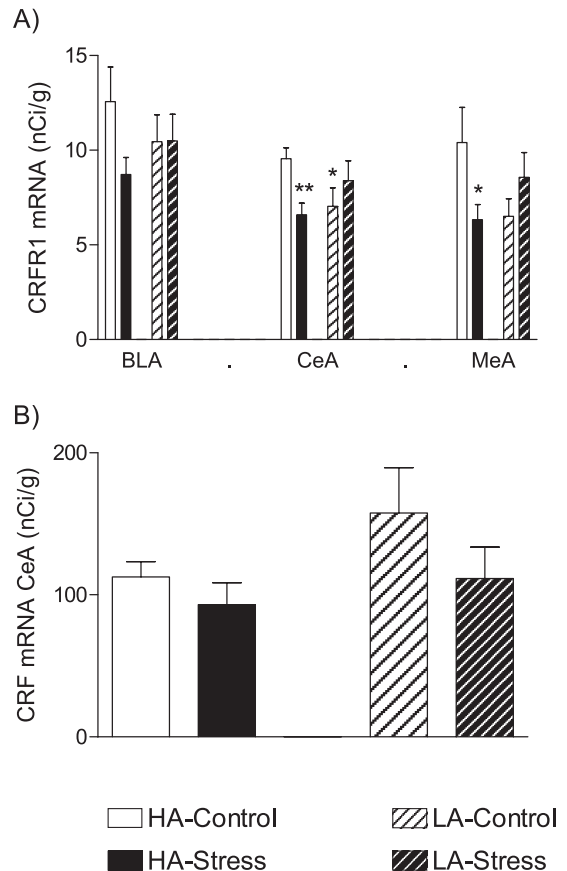 A)
CRFR1 mRNA (nCi/g)
15
10
5
0
** * *
BLA . CeA . MeA
B)
CRF mRNA CeA (nCi/g)
200
100
0
HA-Control LA-Control
HA-Stress LA-Stress